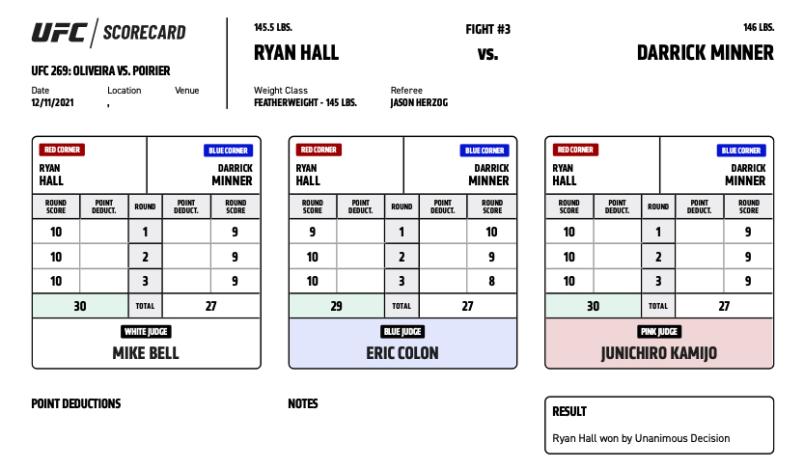 UFC / SCORECARD
145.5 LBS.
FIGHT #3
146 LBS.
RYAN HALL
vs.
DARRICK MINNER
UFC 269: OLIVEIRA VS. POIRIER
Date Location Venue
12/11/2021 ,
Weight Class Referee
FEATHERWEIGHT - 145 LBS. JASON HERZOG
RED CORNER BLUE CORNER
RYAN HALL DARRICK MINNER
ROUND SCORE POINT DEDUCT. ROUND POINT DEDUCT. ROUND SCORE
10 1 9
10 2 9
10 3 9
30 TOTAL 27
WHITE JUDGE
MIKE BELL
RED CORNER BLUE CORNER
RYAN HALL DARRICK MINNER
ROUND SCORE POINT DEDUCT. ROUND POINT DEDUCT. ROUND SCORE
9 1 10
10 2 9
10 3 8
29 TOTAL 27
BLUE JUDGE
ERIC COLON
RED CORNER BLUE CORNER
RYAN HALL DARRICK MINNER
ROUND SCORE POINT DEDUCT. ROUND POINT DEDUCT. ROUND SCORE
10 1 9
10 2 9
10 3 9
30 TOTAL 27
PINK JUDGE
JUNICHIRO KAMIJO
POINT DEDUCTIONS
NOTES
RESULT
Ryan Hall won by Unanimous Decision